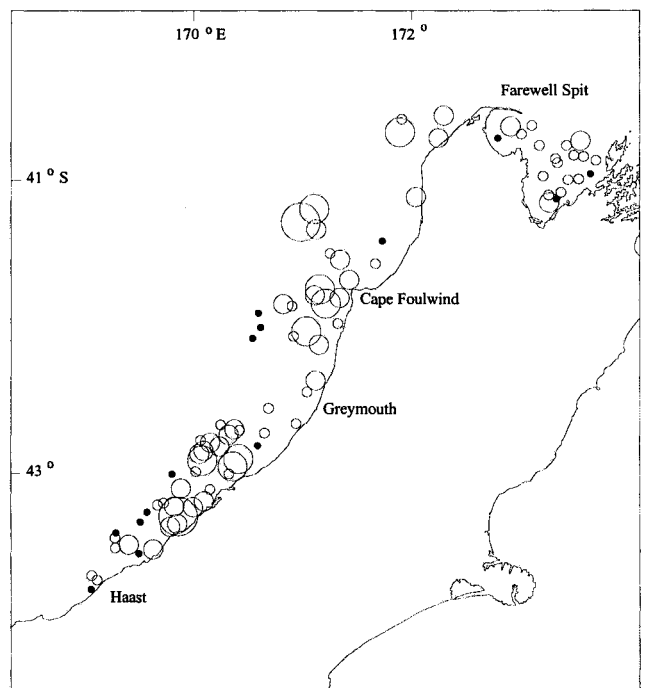 170 ° E 172 °
Farewell Spit
41 ° S
Cape Foulwind
Greymouth
43 °
Haast